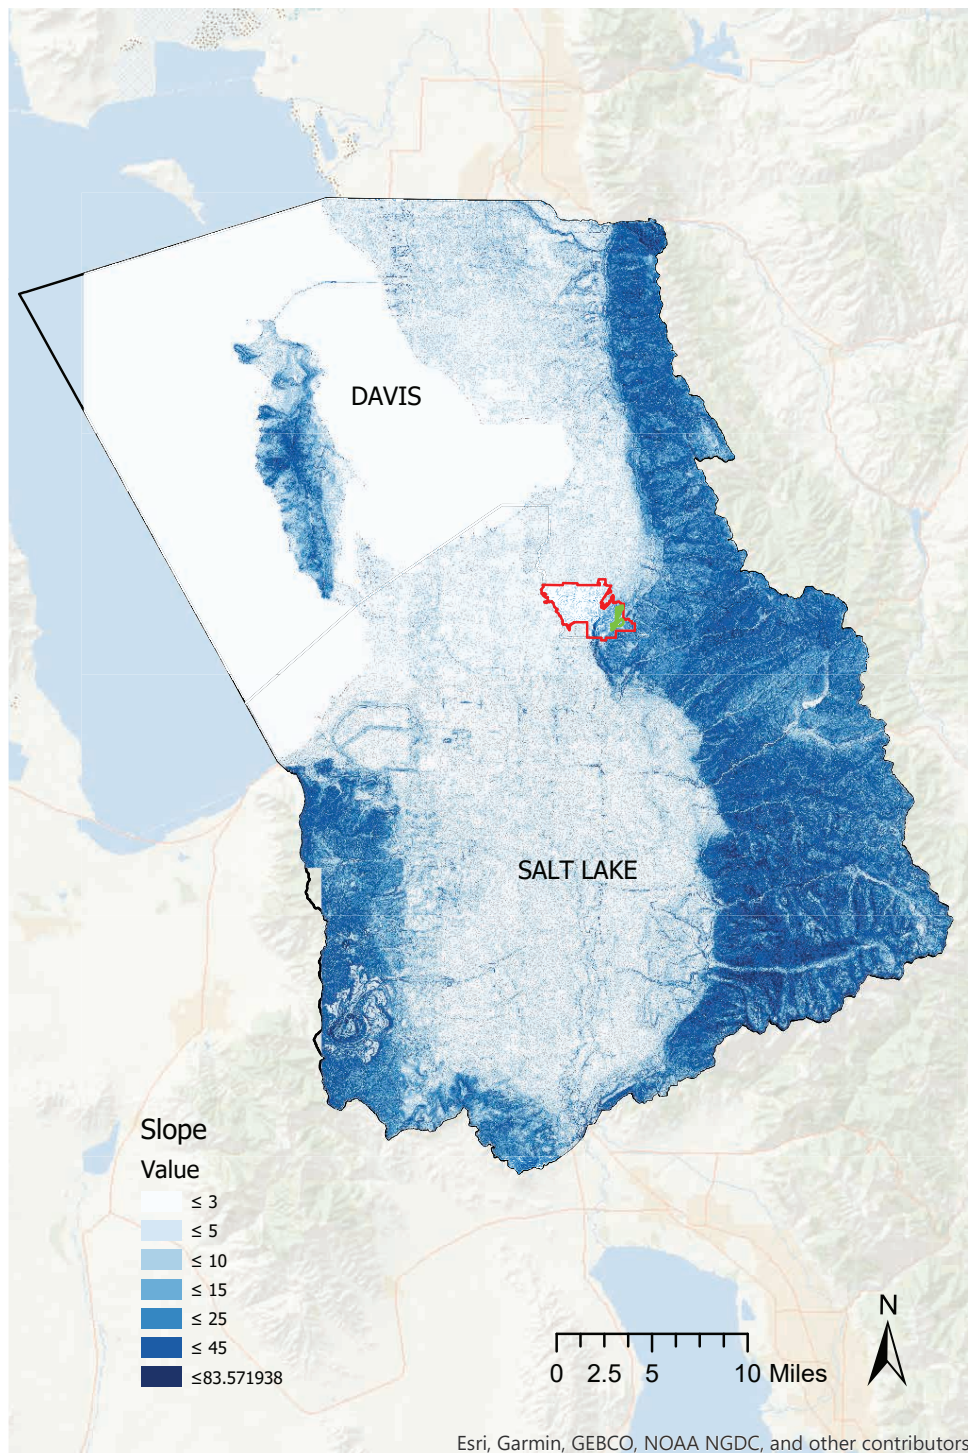 DAVIS
SALT LAKE
Slope
Value
≤ 3
≤ 5
≤ 10
≤ 15
≤ 25
≤ 45
≤83.571938
N
0 2.5 5 10 Miles
Esri, Garmin, GEBCO, NOAA NGDC, and other contributors